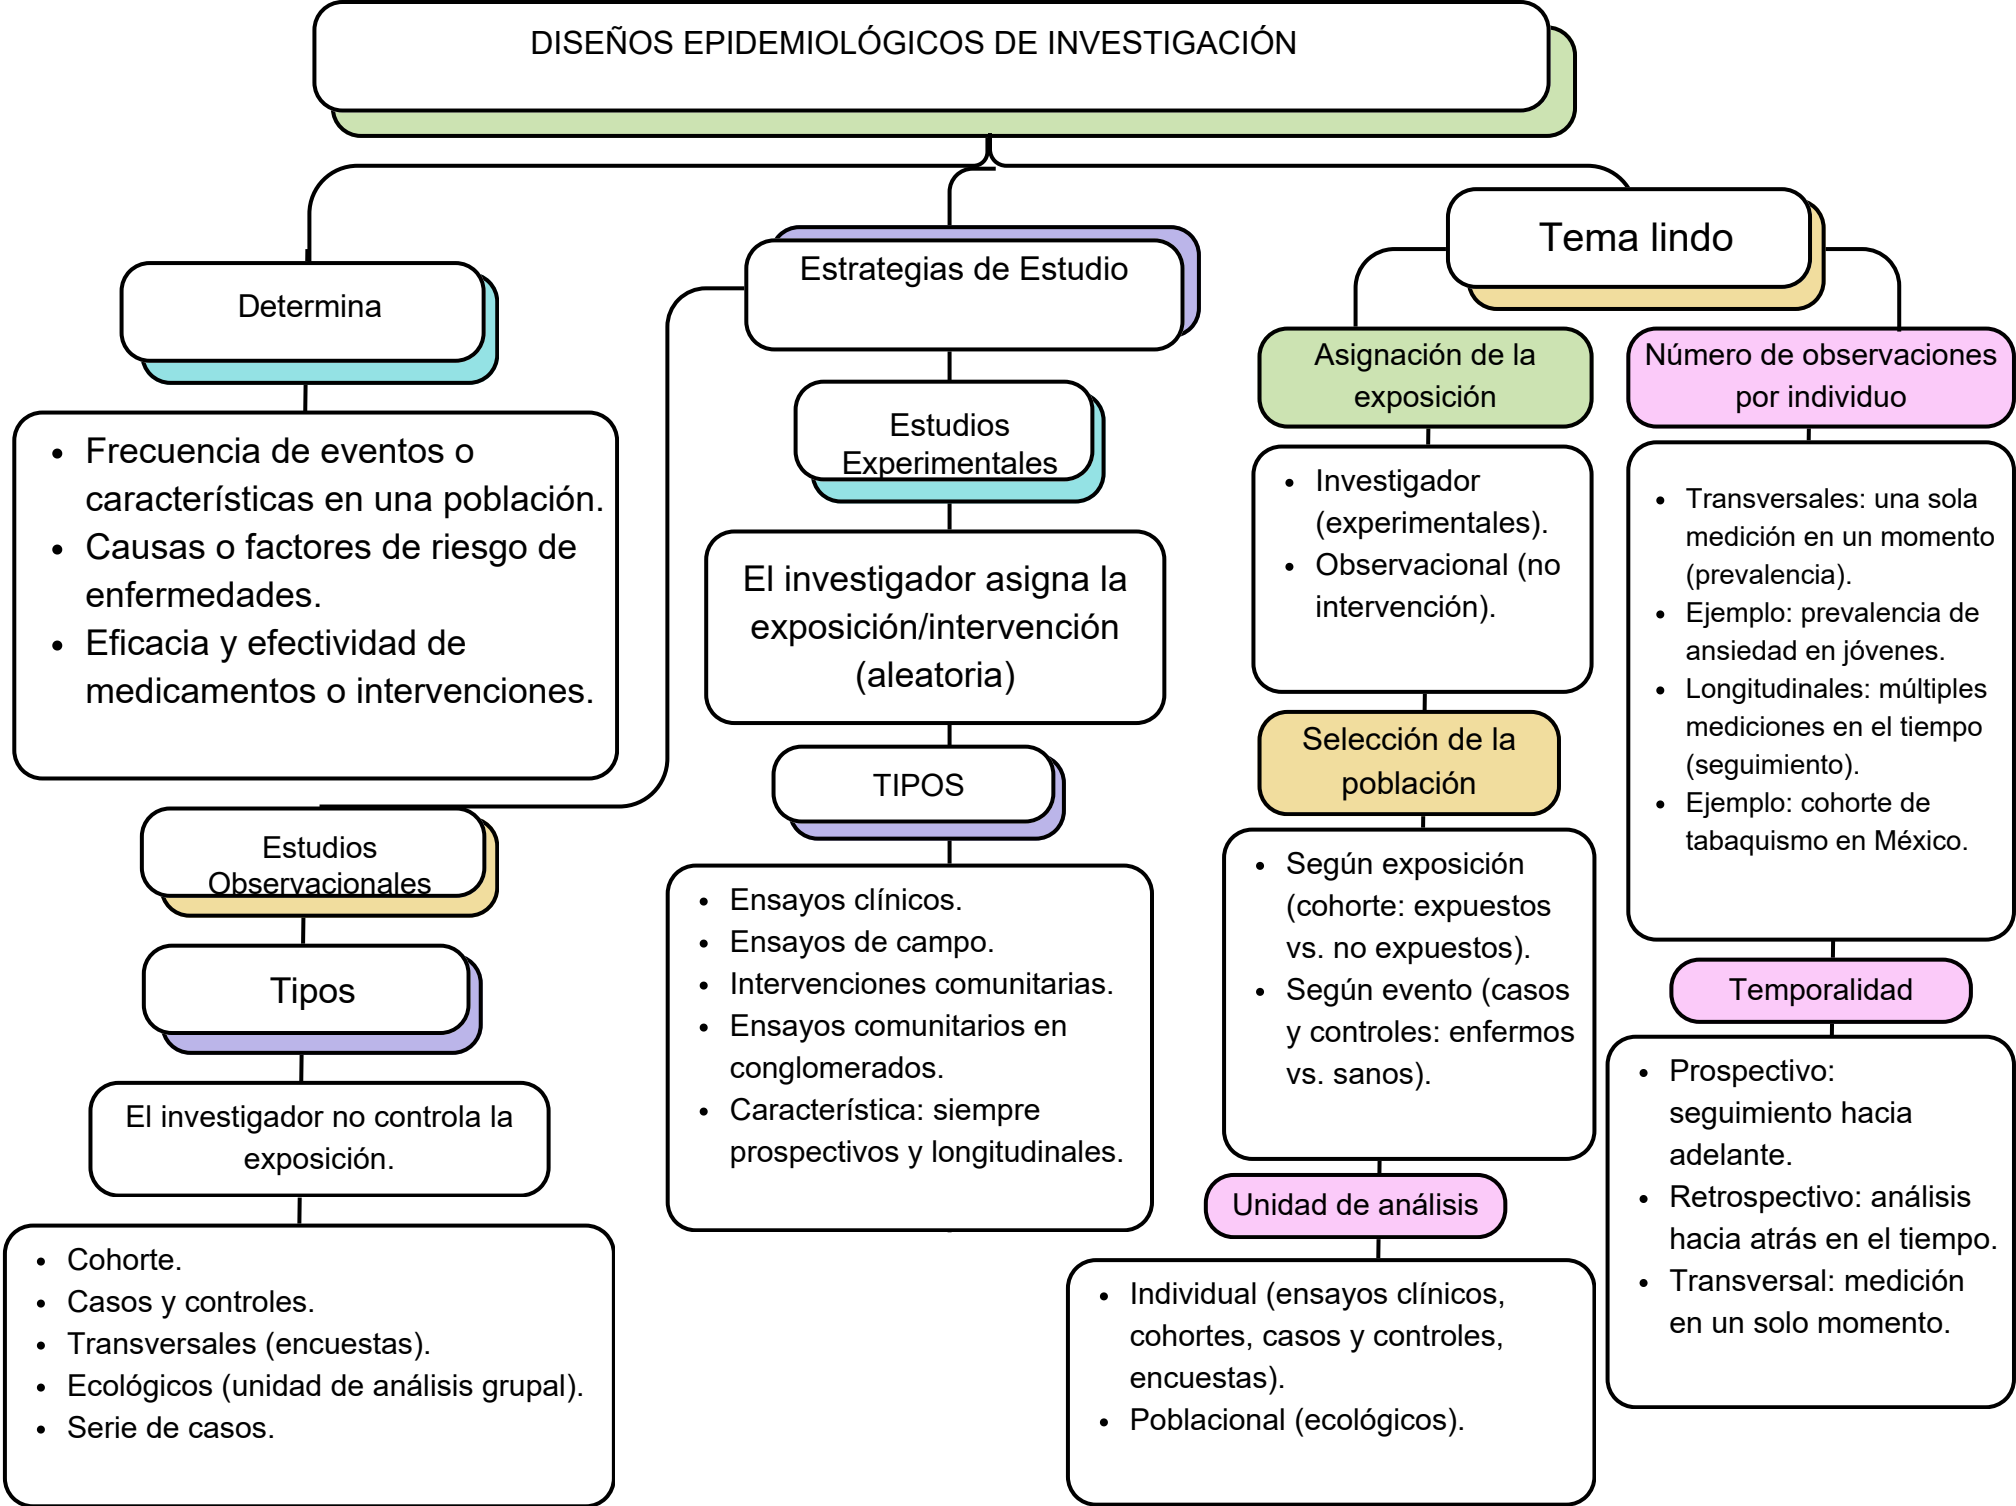 DISEÑOS EPIDEMIOLÓGICOS DE INVESTIGACIÓN
Determina
• Frecuencia de eventos o
características en una población.
• Causas o factores de riesgo de
enfermedades.
• Eficacia y efectividad de
medicamentos o intervenciones.
Estrategias de Estudio
Estudios
Observacionales
Tipos
El investigador no controla la
exposición.
• Cohorte.
• Casos y controles.
• Transversales (encuestas).
• Ecológicos (unidad de análisis grupal).
• Serie de casos.
Estudios
Experimentales
El investigador asigna la
exposición/intervención
(aleatoria)
TIPOS
• Ensayos clínicos.
• Ensayos de campo.
• Intervenciones comunitarias.
• Ensayos comunitarios en
conglomerados.
• Característica: siempre
prospectivos y longitudinales.
Tema lindo
Asignación de la
exposición
• Investigador
(experimentales).
• Observacional (no
intervención).
Selección de la
población
• Según exposición
(cohorte: expuestos
vs. no expuestos).
• Según evento (casos
y controles: enfermos
vs. sanos).
Unidad de análisis
• Individual (ensayos clínicos,
cohortes, casos y controles,
encuestas).
• Poblacional (ecológicos).
Número de observaciones
por individuo
• Transversales: una sola
medición en un momento
(prevalencia).
• Ejemplo: prevalencia de
ansiedad en jóvenes.
• Longitudinales: múltiples
mediciones en el tiempo
(seguimiento).
• Ejemplo: cohorte de
tabaquismo en México.
Temporalidad
• Prospectivo:
seguimiento hacia
adelante.
• Retrospectivo: análisis
hacia atrás en el tiempo.
• Transversal: medición
en un solo momento.